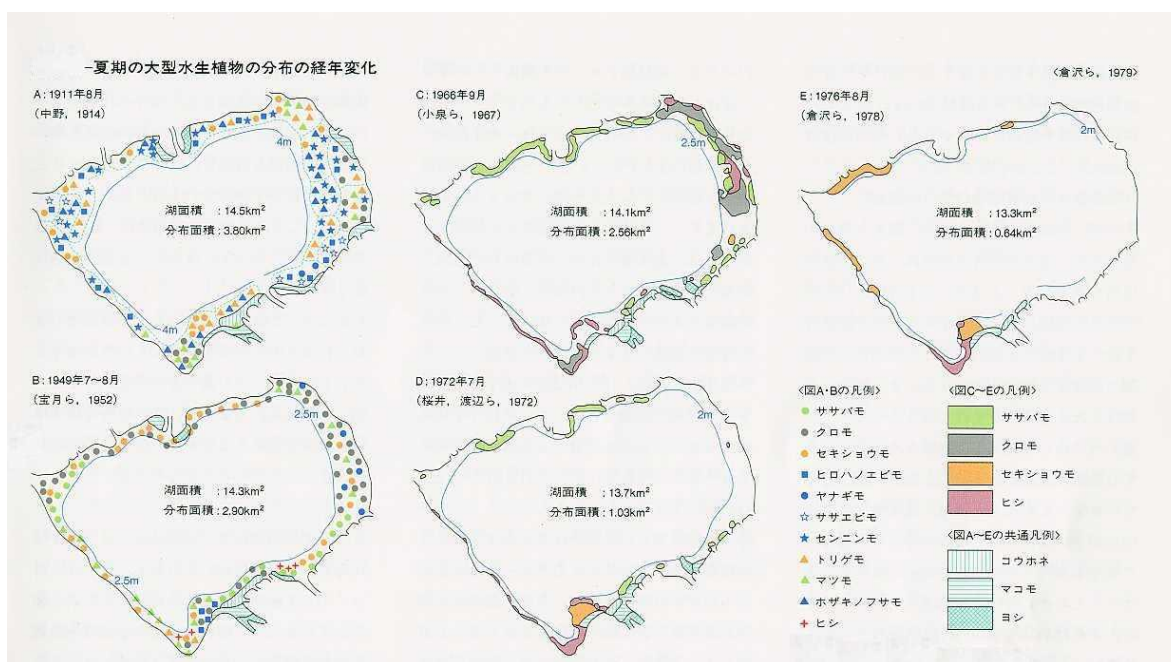 -夏期の大型水生植物の分布の経年変化
<倉沢ら，1979>
A：1911年8月
（中野，1914）
4m
湖面積　：14.5km²
分布面積：3.80km²
4m
B：1949年7～8月
（宝月ら，1952）
2.5m
湖面積　：14.3km²
分布面積：2.90km²
2.5m
C：1966年9月
（小泉ら，1967）
2.5m
湖面積　：14.1km²
分布面積：2.56km²
D：1972年7月
（桜井，渡辺ら，1972）
2m
湖面積　：13.7km²
分布面積：1.03km²
E：1976年8月
（倉沢ら，1978）
2m
湖面積　：13.3km²
分布面積：0.64km²
<図A・Bの凡例>
ササバモ
クロモ
セキショウモ
ヒロハノエビモ
ヤナギモ
ササエビモ
センニンモ
トリゲモ
マツモ
ホザキノフサモ
ヒシ
<図C～Eの凡例>
ササバモ
クロモ
セキショウモ
ヒシ
<図A～Eの共通凡例>
コウホネ
マコモ
ヨシ